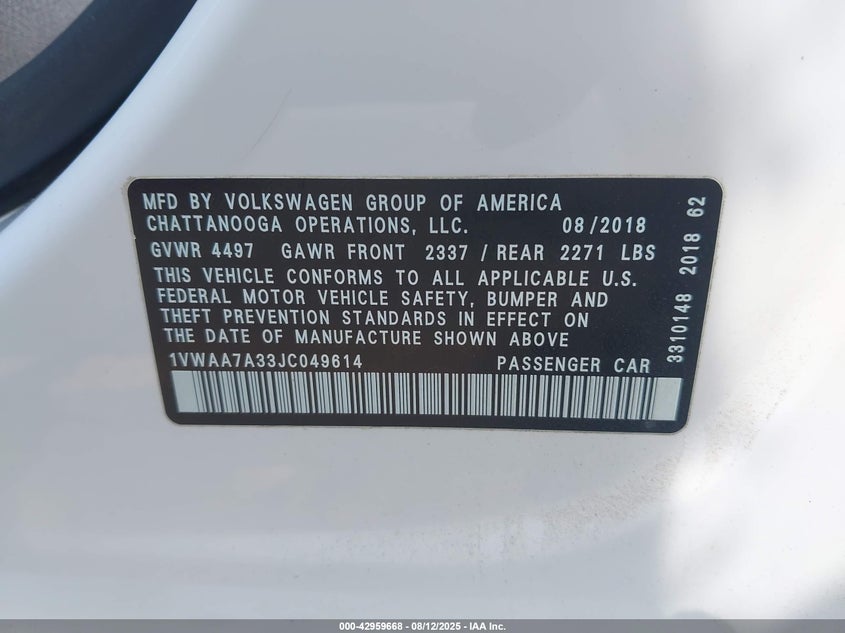 MFD BY VOLKSWAGEN GROUP OF AMERICA
CHATTANOOGA OPERATIONS, LLC. 08/2018
GVWR 4497 GAWR FRONT 2337 / REAR 2271 LBS
THIS VEHICLE CONFORMS TO ALL APPLICABLE U.S.
FEDERAL MOTOR VEHICLE SAFETY, BUMPER AND
THEFT PREVENTION STANDARDS IN EFFECT ON
THE DATE OF MANUFACTURE SHOWN ABOVE
1VWAA7A33JC049614 PASSENGER CAR
3310148 2018 62
000-42959668 - 08/12/2025 - IAA Inc.